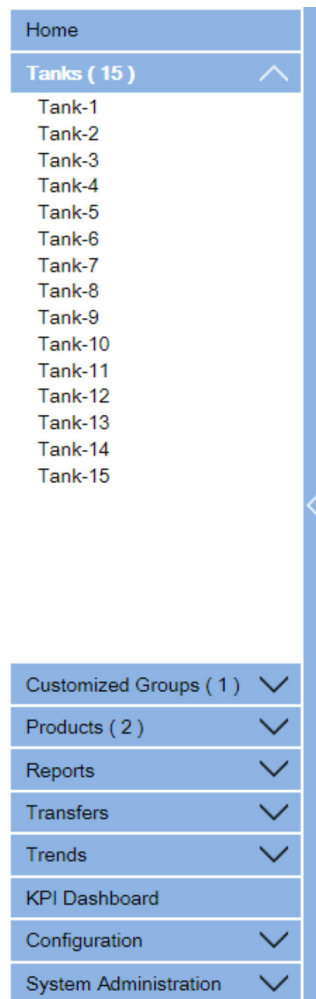 Home
Tanks ( 15 )
Tank-1
Tank-2
Tank-3
Tank-4
Tank-5
Tank-6
Tank-7
Tank-8
Tank-9
Tank-10
Tank-11
Tank-12
Tank-13
Tank-14
Tank-15
Customized Groups ( 1 )
Products ( 2 )
Reports
Transfers
Trends
KPI Dashboard
Configuration
System Administration